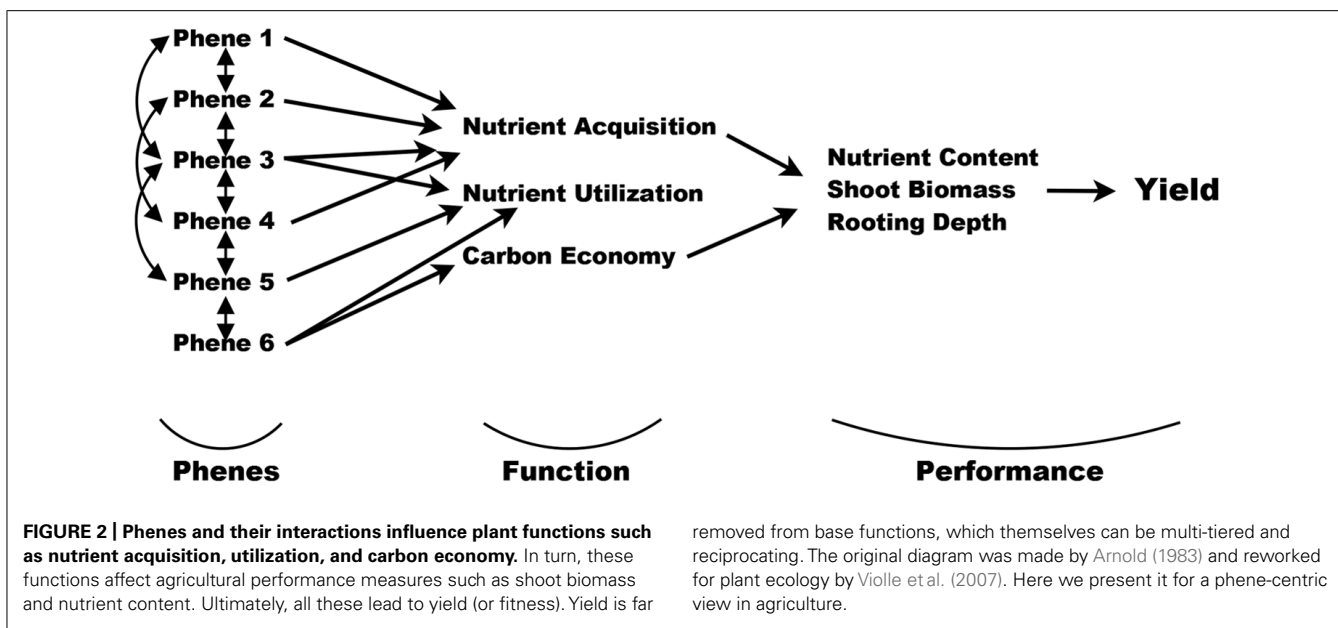 Phene 1
Phene 2
Phene 3
Phene 4
Phene 5
Phene 6
Nutrient Acquisition
Nutrient Utilization
Carbon Economy
Nutrient Content
Shoot Biomass
Rooting Depth
Yield
Phenes
Function
Performance
FIGURE 2 | Phenes and their interactions influence plant functions such
as nutrient acquisition, utilization, and carbon economy. In turn, these
functions affect agricultural performance measures such as shoot biomass
and nutrient content. Ultimately, all these lead to yield (or fitness). Yield is far
removed from base functions, which themselves can be multi-tiered and
reciprocating. The original diagram was made by Arnold (1983) and reworked
for plant ecology by Violle et al. (2007). Here we present it for a phene-centric
view in agriculture.